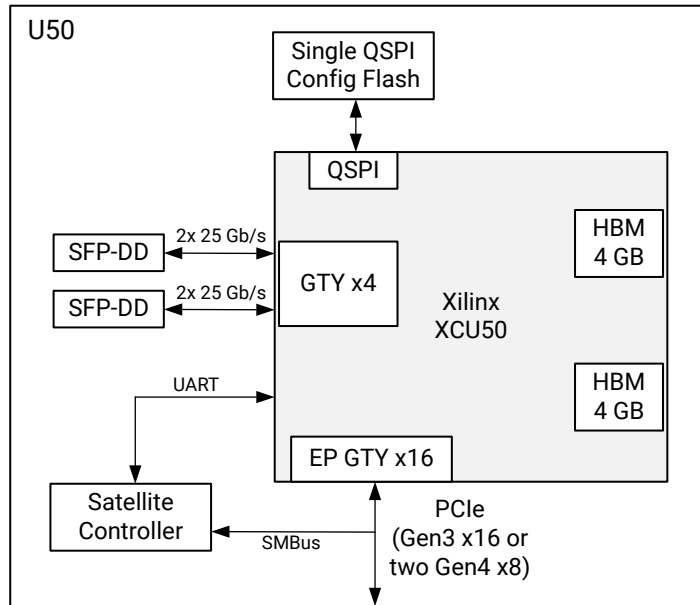 U50
Single QSPI
Config Flash
QSPI
2x 25 Gb/s
SFP-DD
2x 25 Gb/s
SFP-DD
GTY x4
HBM
4 GB
Xilinx
XCU50
HBM
4 GB
UART
EP GTY x16
Satellite
Controller
SMBus
PCIe
(Gen3 x16 or
two Gen4 x8)